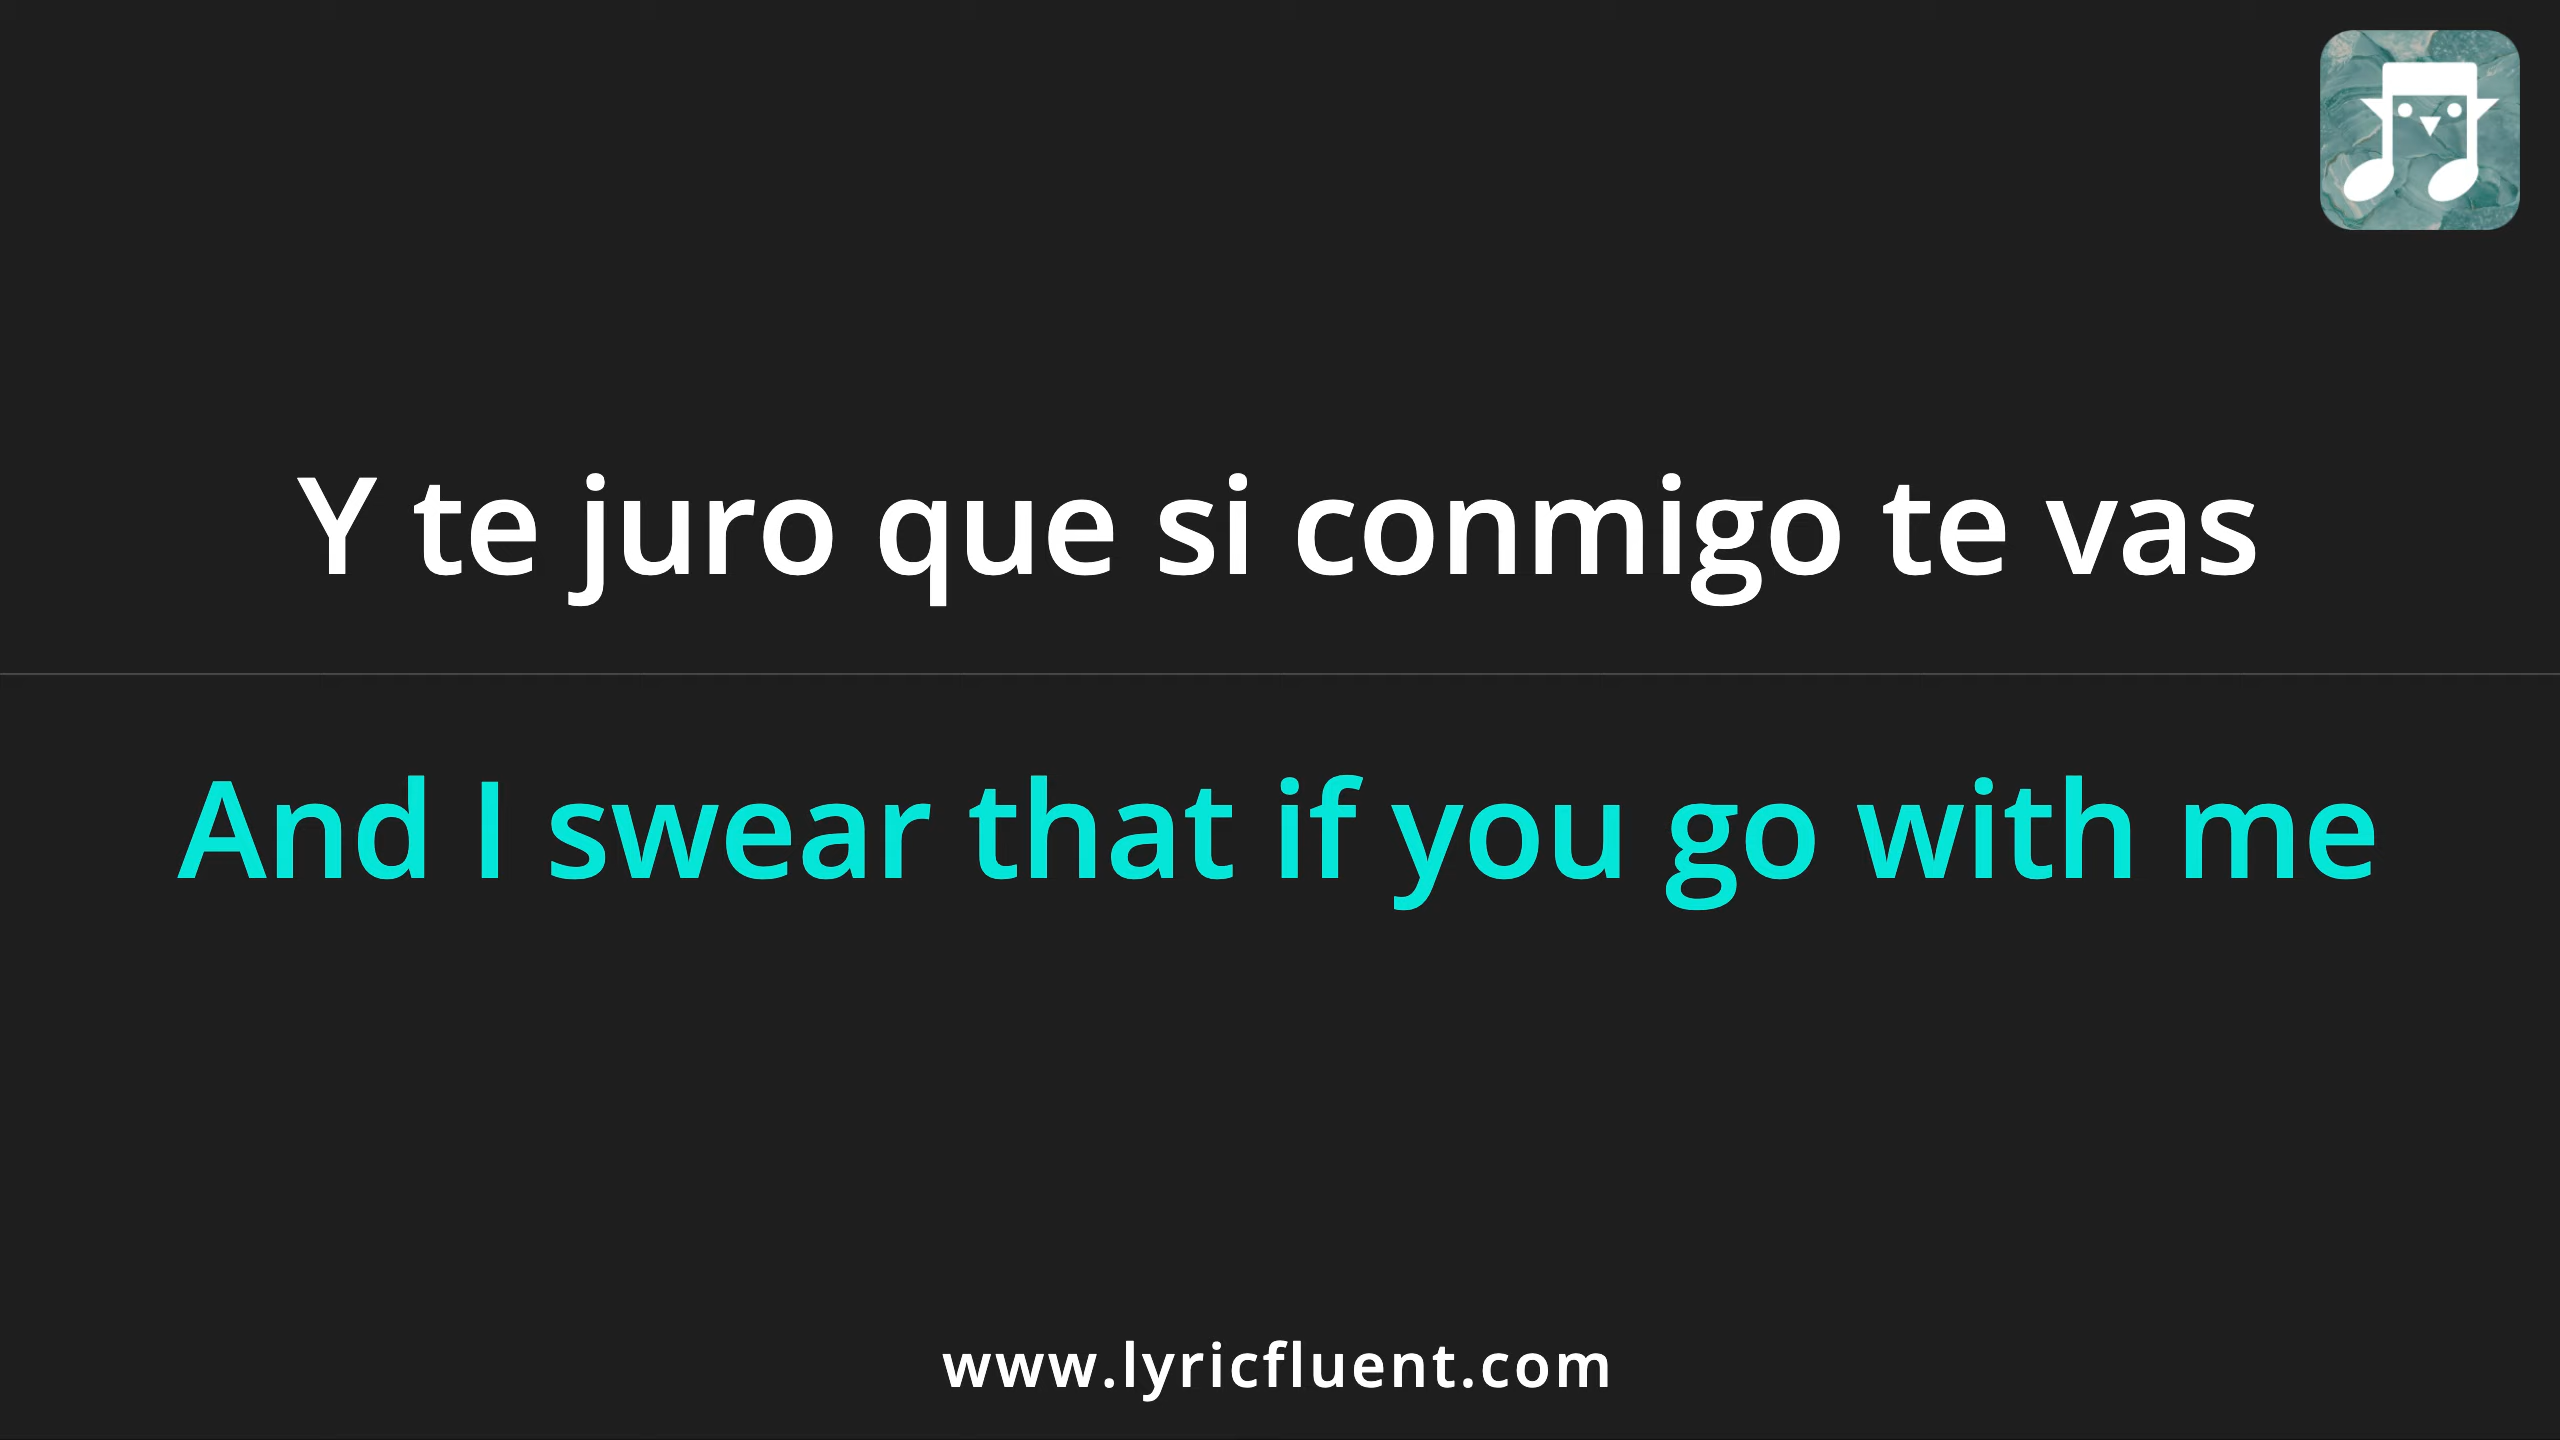 Y te juro que si conmigo te vas
And I swear that if you go with me
www.lyricfluent.com